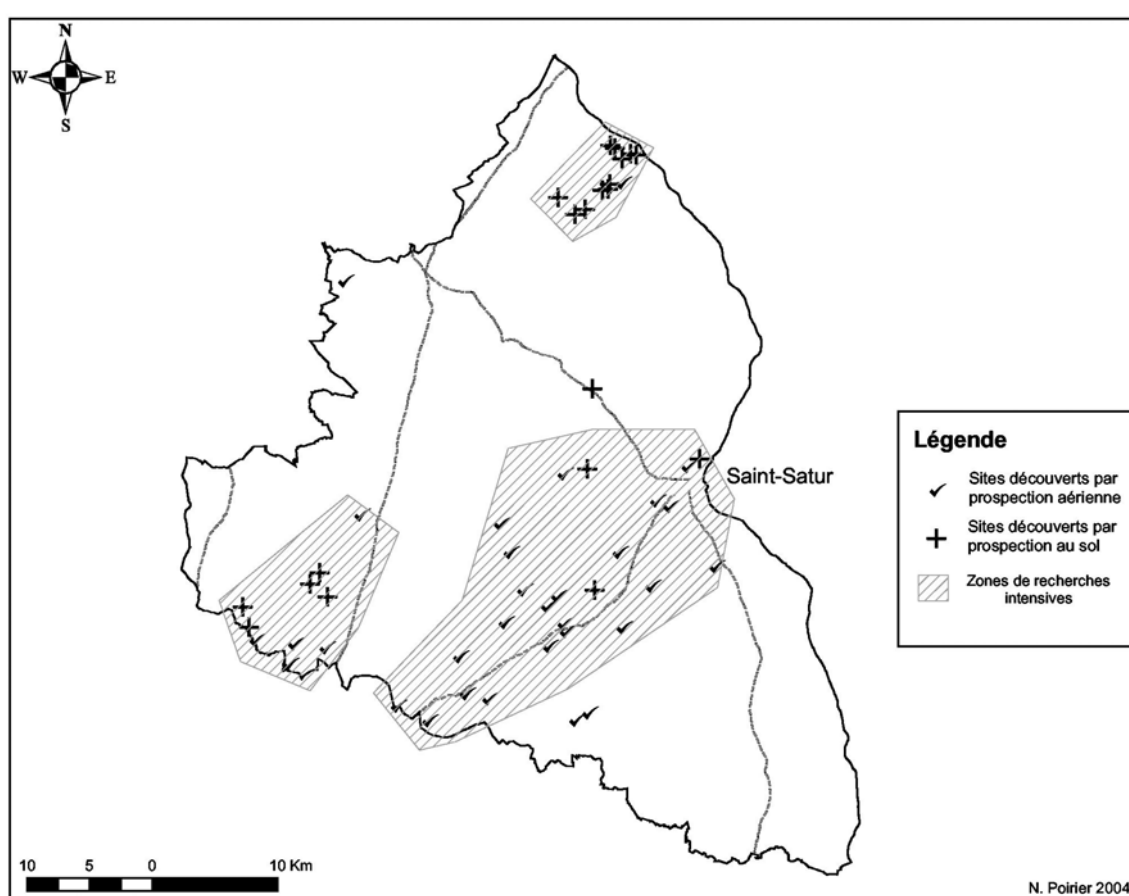 N
W E
S
Saint-Satur
Légende
Sites découverts par
prospection aérienne
Sites découverts par
prospection au sol
Zones de recherches
intensives
10 5 0 10 Km
N. Poirier 2004